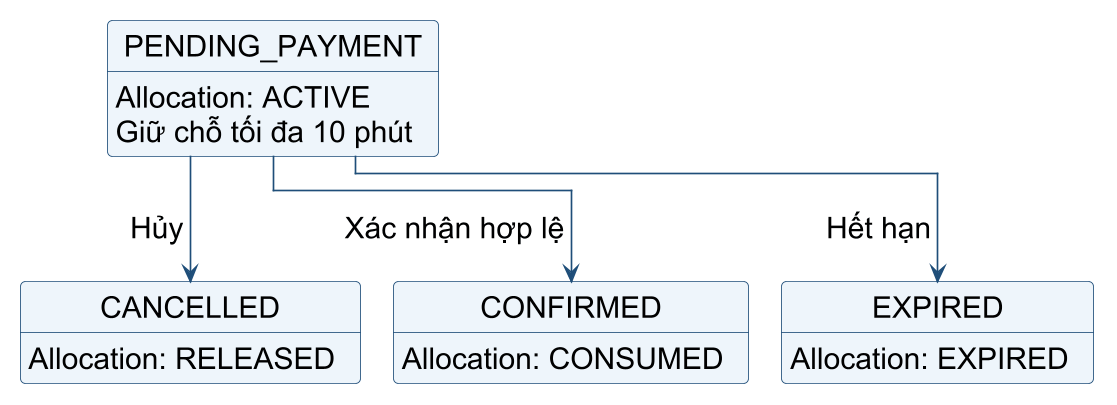 PENDING_PAYMENT
Allocation: ACTIVE
Giữ chỗ tối đa 10 phút
Hủy
Xác nhận hợp lệ
Hết hạn
CANCELLED
Allocation: RELEASED
CONFIRMED
Allocation: CONSUMED
EXPIRED
Allocation: EXPIRED